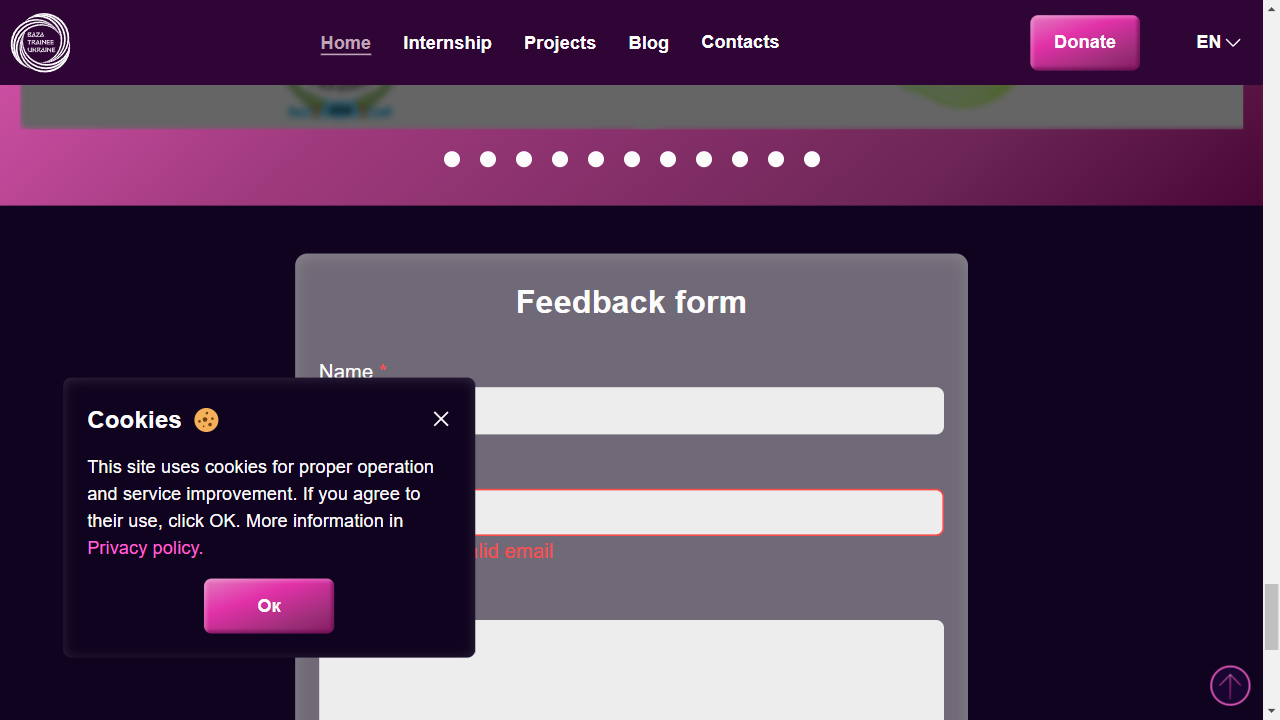 BAZA
TRAINEE
UKRAINE
Home
Internship
Projects
Blog
Contacts
Donate
EN
Feedback form
Name *
Cookies
This site uses cookies for proper operation
and service improvement. If you agree to
their use, click OK. More information in
Privacy policy.
Ок
lid email